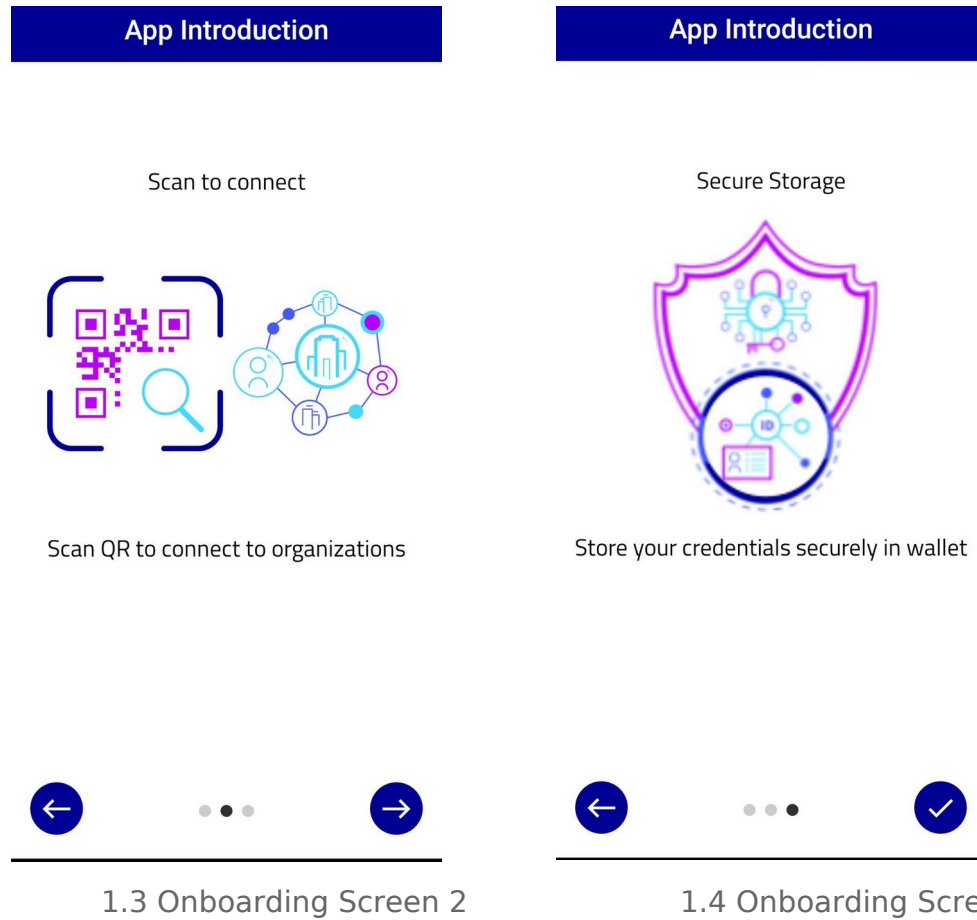 App Introduction
Scan to connect
Scan QR to connect to organizations
1.3 Onboarding Screen 2
App Introduction
Secure Storage
ID
Store your credentials securely in wallet
1.4 Onboarding